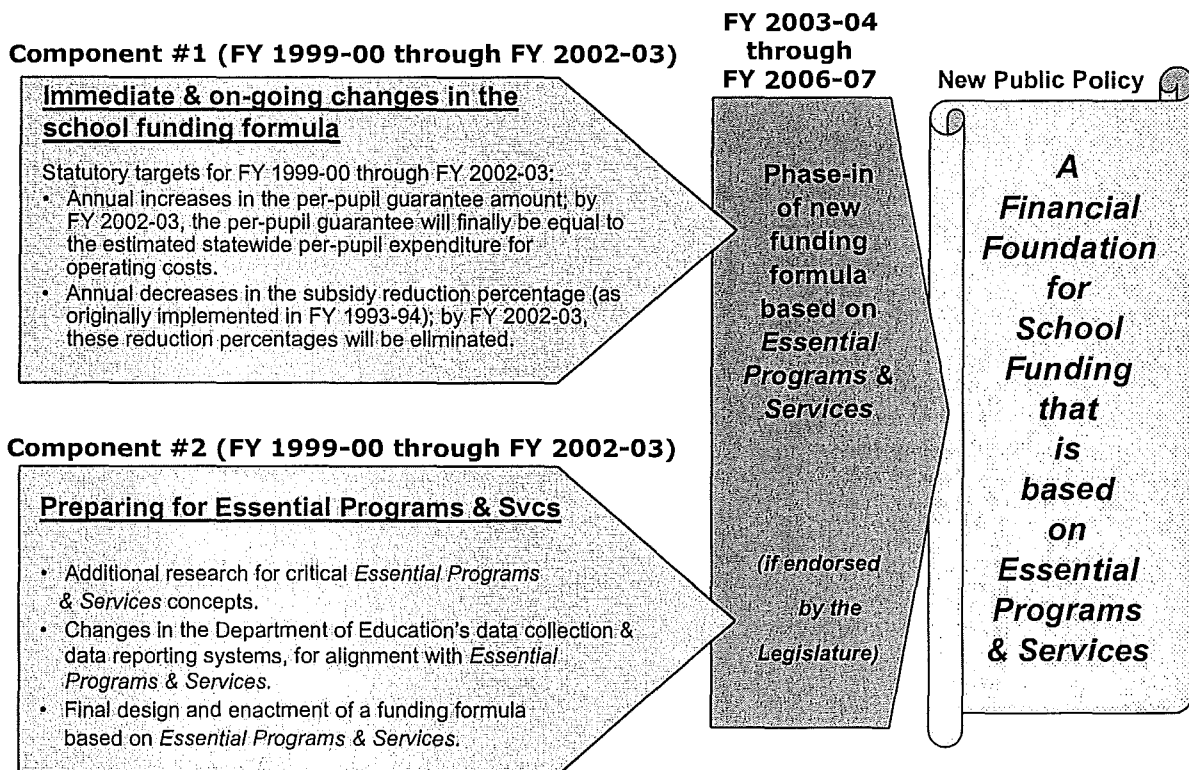 Component #1 (FY 1999-00 through FY 2002-03)
Immediate & on-going changes in the
school funding formula
Statutory targets for FY 1999-00 through FY 2002-03:
• Annual increases in the per-pupil guarantee amount; by
FY 2002-03, the per-pupil guarantee will finally be equal to
the estimated statewide per-pupil expenditure for
operating costs.
• Annual decreases in the subsidy reduction percentage (as
originally implemented in FY 1993-94); by FY 2002-03,
these reduction percentages will be eliminated.
Component #2 (FY 1999-00 through FY 2002-03)
Preparing for Essential Programs & Svcs
• Additional research for critical Essential Programs
& Services concepts.
• Changes in the Department of Education's data collection &
data reporting systems, for alignment with Essential
Programs & Services.
• Final design and enactment of a funding formula
based on Essential Programs & Services.
FY 2003-04
through
FY 2006-07
Phase-in
of new
funding
formula
based on
Essential
Programs &
Services
(if endorsed
by the
Legislature)
New Public Policy
A
Financial
Foundation
for
School
Funding
that
is
based
on
Essential
Programs
& Services